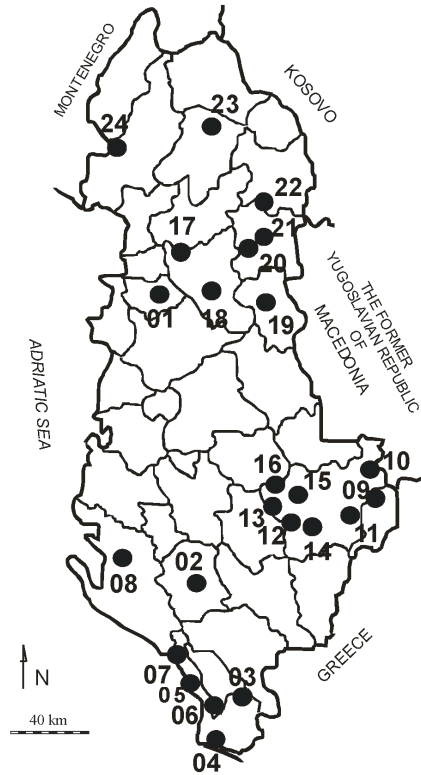 MONTENEGRO
KOSOVO
23
24
22
17
21
20
THE FORMER
YUGOSLAVIAN REPUBLIC
OF
MACEDONIA
01
18
19
ADRIATIC SEA
16
15
10
09
13
12
14
11
08
02
GREECE
N
07
03
05
06
40 km
04